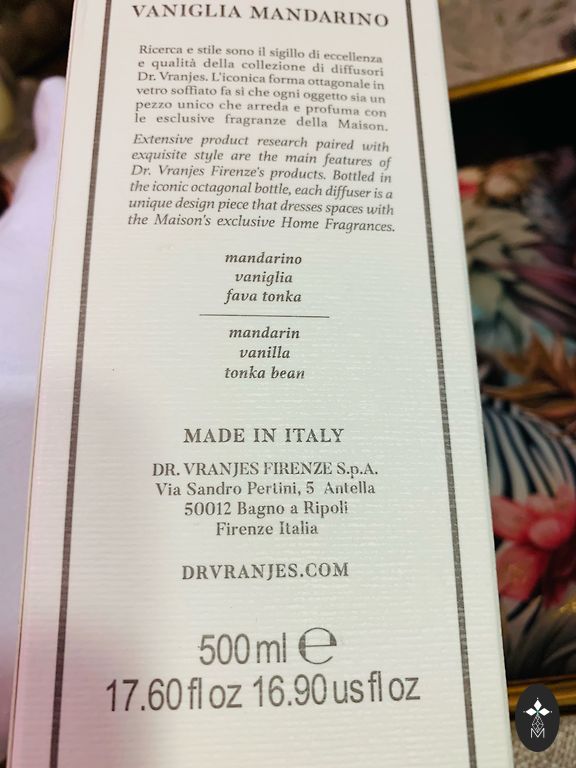 VANIGLIA MANDARINO
Ricerca e stile sono il sigillo di eccellenza
e qualità della collezione di diffusori
Dr. Vranjes. L'iconica forma ottagonale in
vetro soffiato fa sì che ogni oggetto sia un
pezzo unico che arreda e profuma con
le esclusive fragranze della Maison.
Extensive product research paired with
exquisite style are the main features of
Dr. Vranjes Firenze's products. Bottled in
the iconic octagonal bottle, each diffuser is a
unique design piece that dresses spaces with
the Maison's exclusive Home Fragrances.
mandarino
vaniglia
fava tonka
mandarin
vanilla
tonka bean
MADE IN ITALY
DR. VRANJES FIRENZE S.p.A.
Via Sandro Pertini, 5 Antella
50012 Bagno a Ripoli
Firenze Italia
DRVRANJES.COM
500 ml ℮
17.60 fl oz 16.90 us fl oz
M